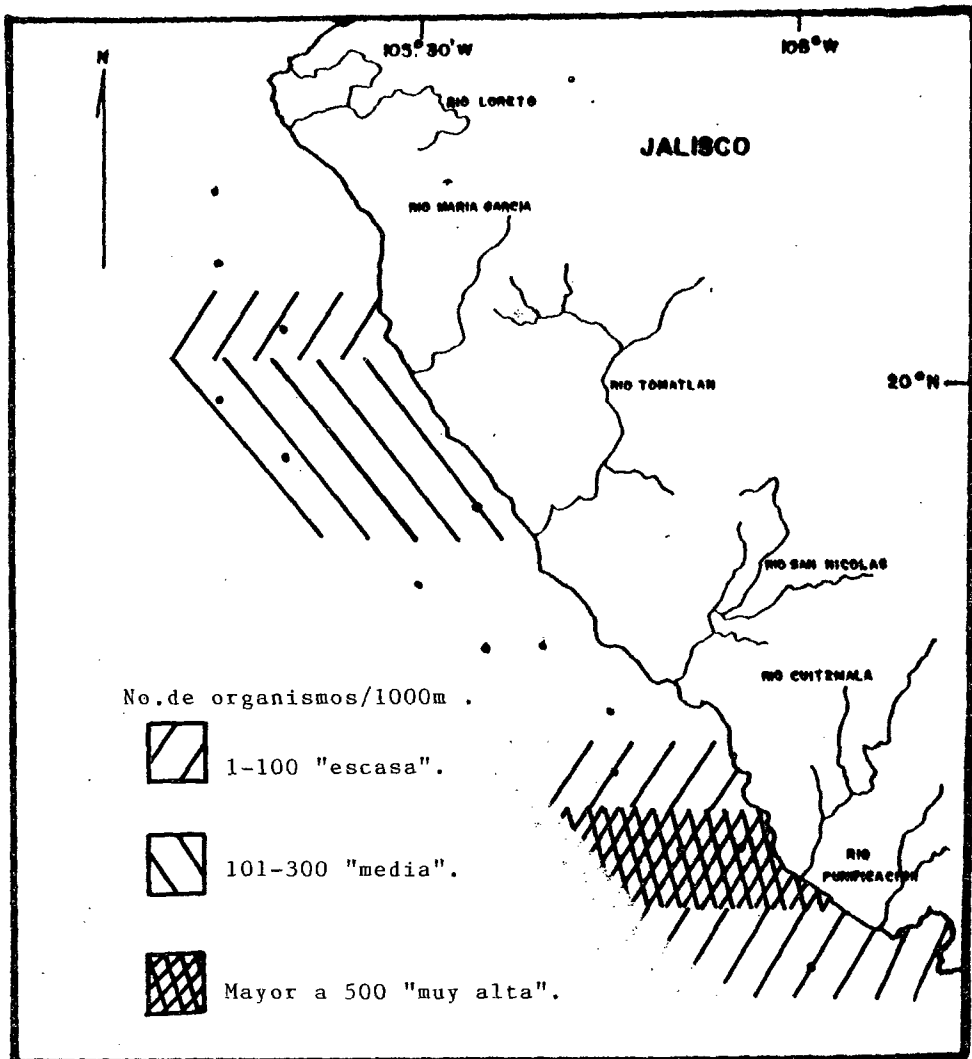 N
105°30'W
105°W
RIO LORETO
JALISCO
RIO MARIA GARCIA
RIO TOMATLAN
20°N
RIO SAN NICOLAS
RIO CUITZMALA
RIO
PURIFICACION
No.de organismos/1000m .
1-100 "escasa".
101-300 "media".
Mayor a 500 "muy alta".